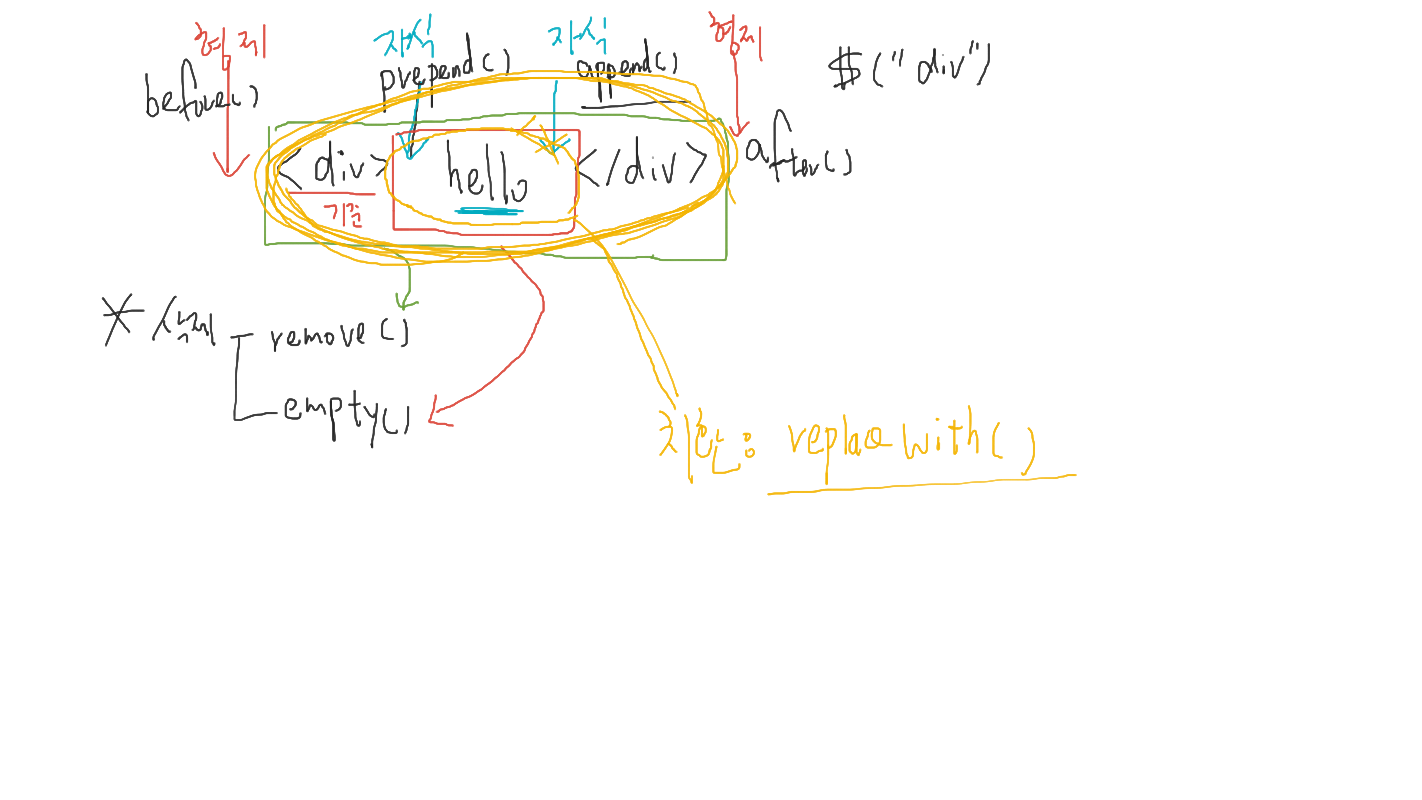 형제 자식 자식 형제
before() prepend() append() $("div")
<div> hello </div> after()
기준
* 삭제 remove()
empty()
치환: replaceWith()